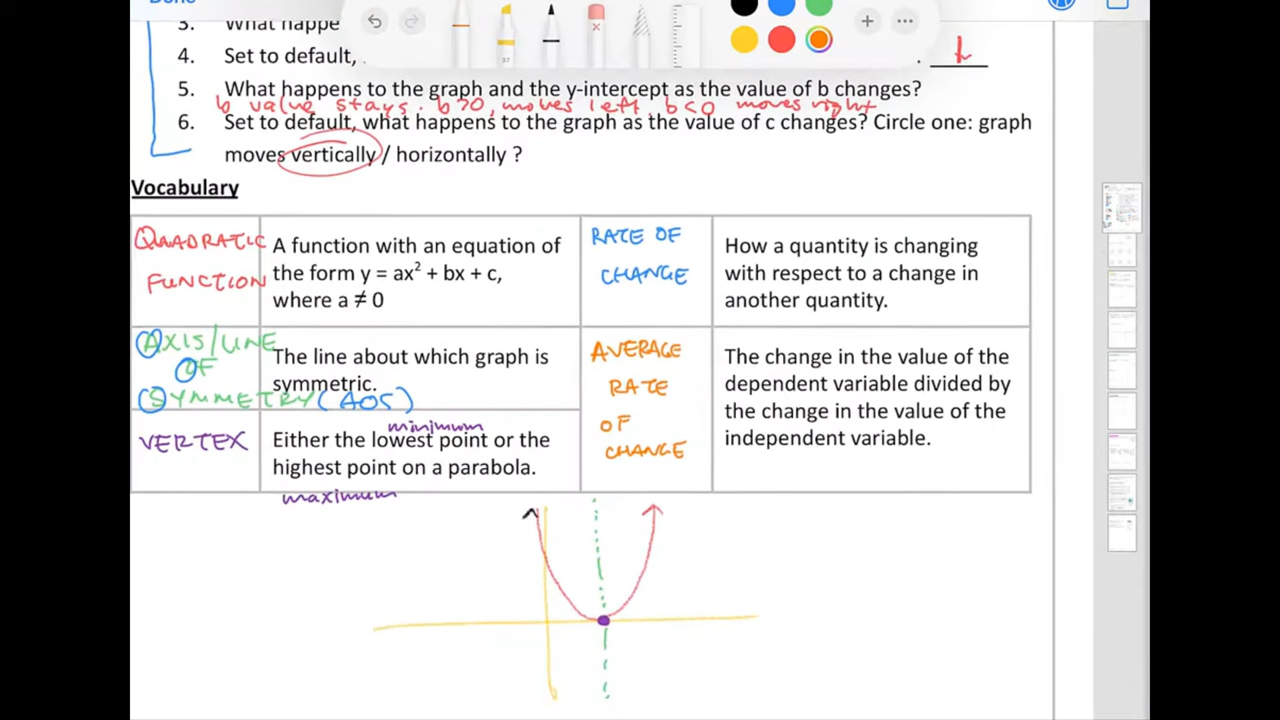 Done
3. What happe
4. Set to default,
5. What happens to the graph and the y-intercept as the value of b changes?
b value stays. b>0, moves left, b<0 moves right
6. Set to default, what happens to the graph as the value of c changes? Circle one: graph
moves vertically / horizontally ?
Vocabulary
QUADRATIC
FUNCTION
A function with an equation of
the form y = ax² + bx + c,
where a ≠ 0
RATE OF
CHANGE
How a quantity is changing
with respect to a change in
another quantity.
AXIS/LINE
OF
SYMMETRY (AOS)
The line about which graph is
symmetric.
AVERAGE
RATE
OF
CHANGE
The change in the value of the
dependent variable divided by
the change in the value of the
independent variable.
VERTEX
minimum
Either the lowest point or the
highest point on a parabola.
maximum